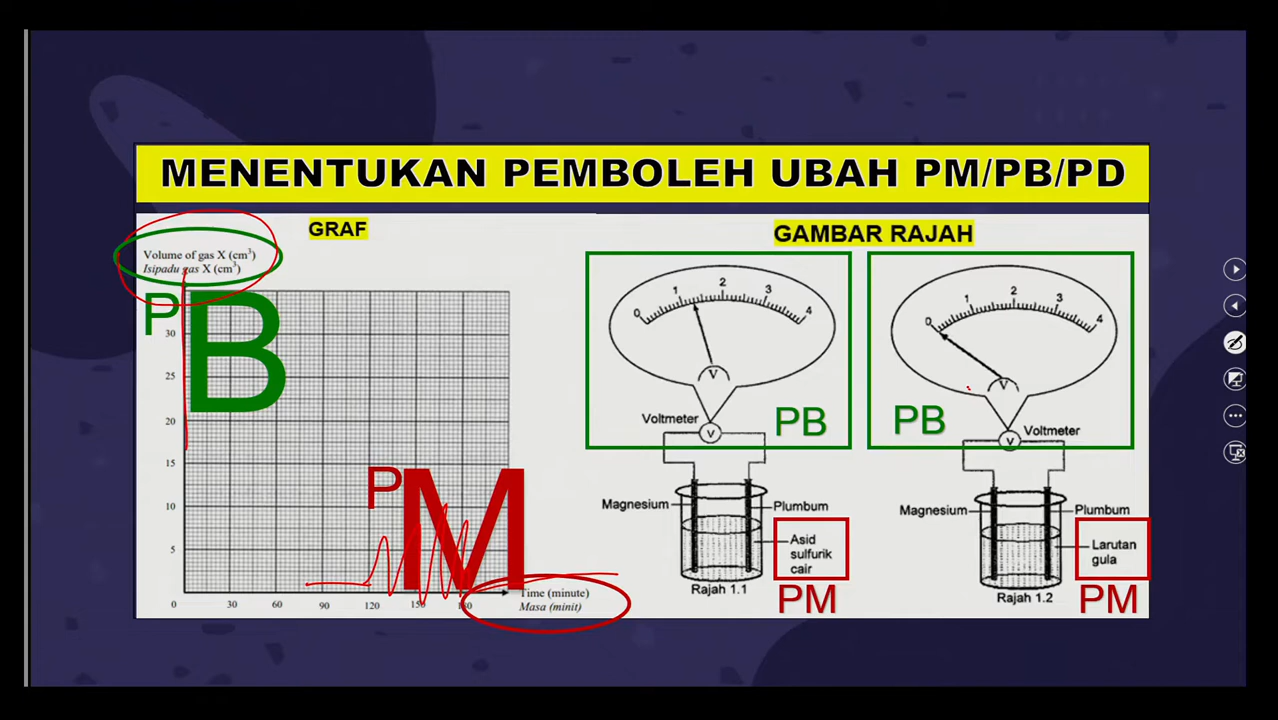 MENENTUKAN PEMBOLEH UBAH PM/PB/PD
GRAF
Volume of gas X (cm³)
Isipadu gas X (cm³)
PB
30
25
20
15
10
5
0
30
60
90
120
150
180
PM
Time (minute)
Masa (minit)
GAMBAR RAJAH
0
1
2
3
4
V
PB
Voltmeter
V
Magnesium
Plumbum
Asid
sulfurik
cair
Rajah 1.1
PM
0
1
2
3
4
V
PB
Voltmeter
V
Magnesium
Plumbum
Larutan
gula
Rajah 1.2
PM